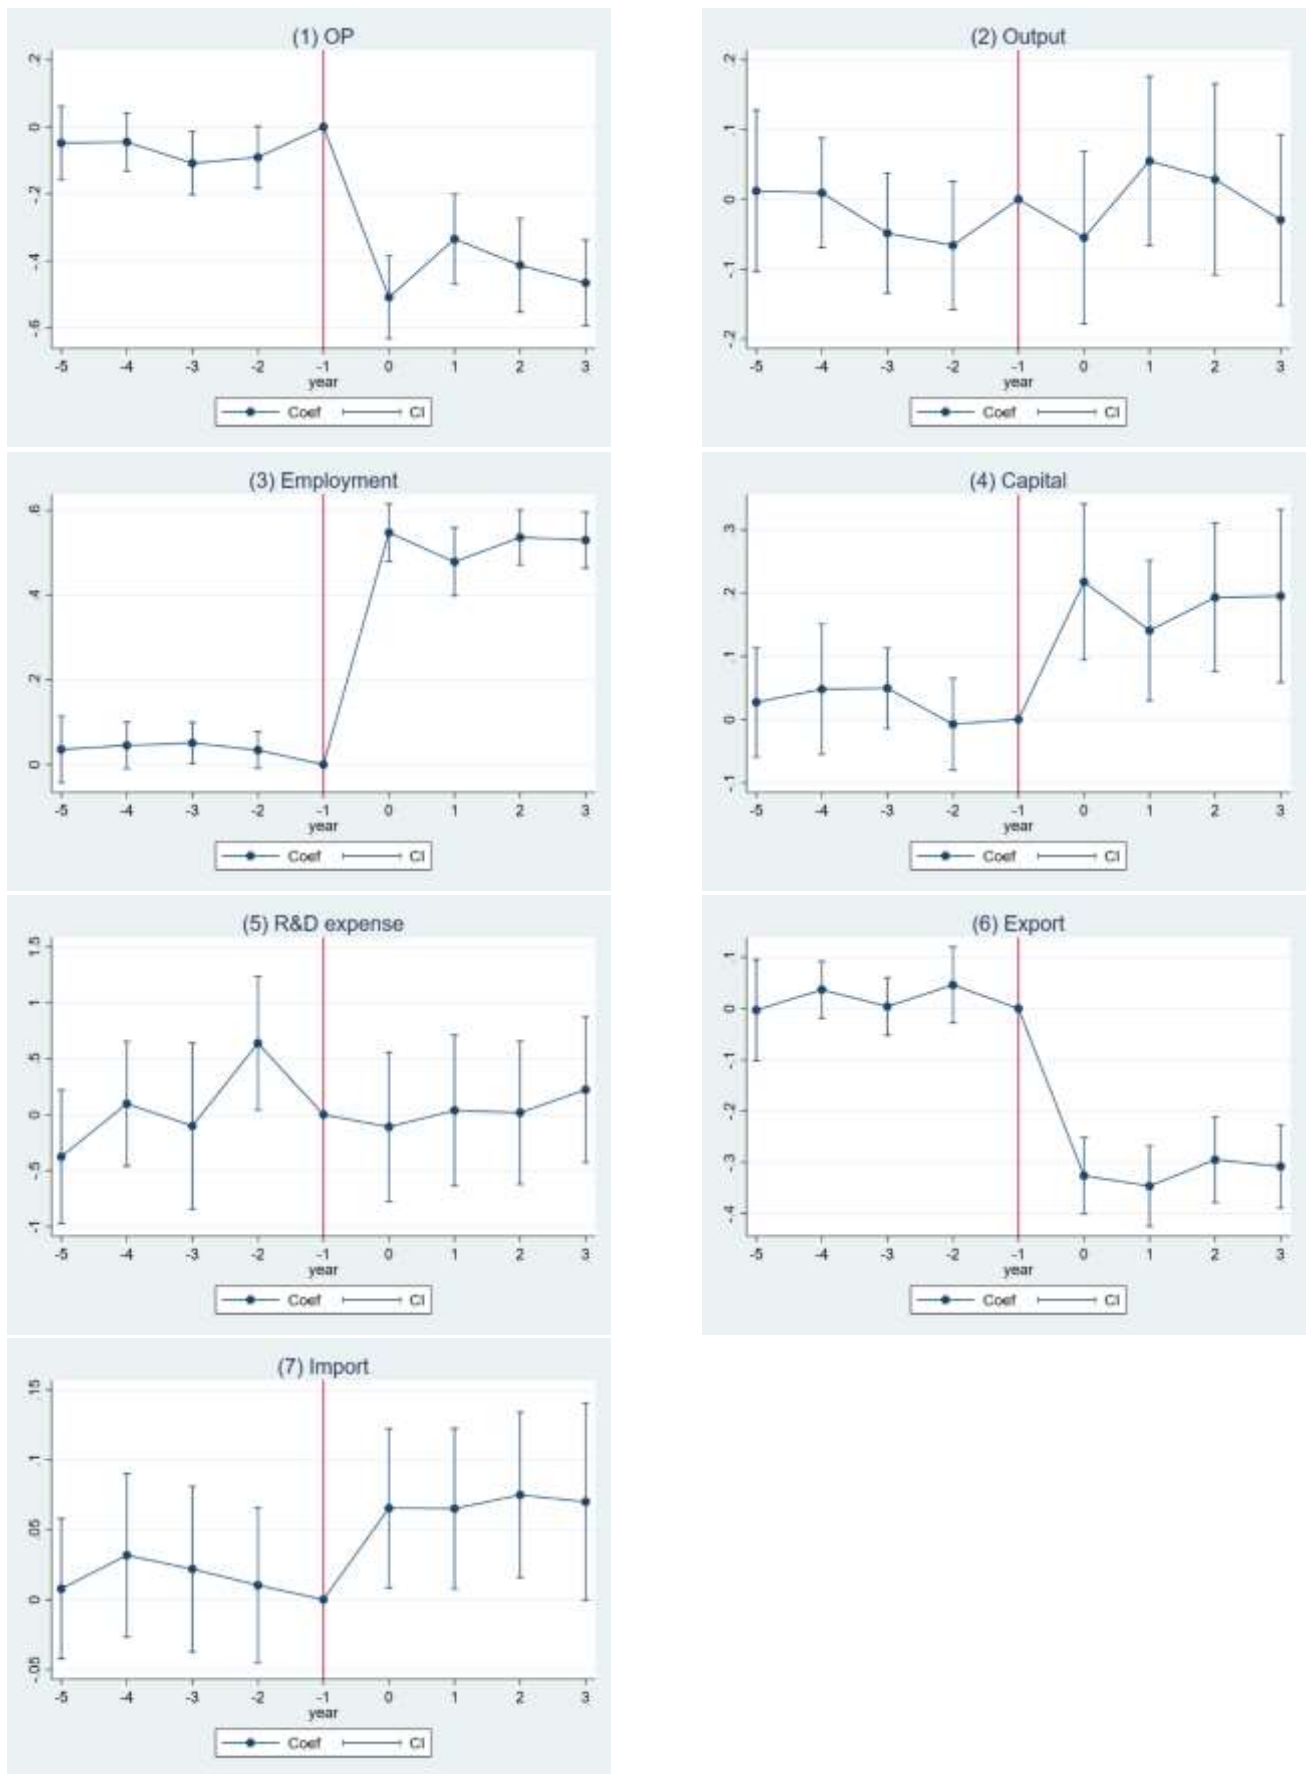 (1) OP
.2
0
-.2
-.4
-.6
-5 -4 -3 -2 -1 0 1 2 3
year
Coef CI
(2) Output
.2
.1
0
-.1
-.2
-5 -4 -3 -2 -1 0 1 2 3
year
Coef CI
(3) Employment
.6
.4
.2
0
-5 -4 -3 -2 -1 0 1 2 3
year
Coef CI
(4) Capital
.3
.2
.1
0
-.1
-5 -4 -3 -2 -1 0 1 2 3
year
Coef CI
(5) R&D expense
1.5
1
.5
0
-.5
-1
-5 -4 -3 -2 -1 0 1 2 3
year
Coef CI
(6) Export
.1
0
-.1
-.2
-.3
-.4
-5 -4 -3 -2 -1 0 1 2 3
year
Coef CI
(7) Import
.15
.1
.05
0
-.05
-5 -4 -3 -2 -1 0 1 2 3
year
Coef CI